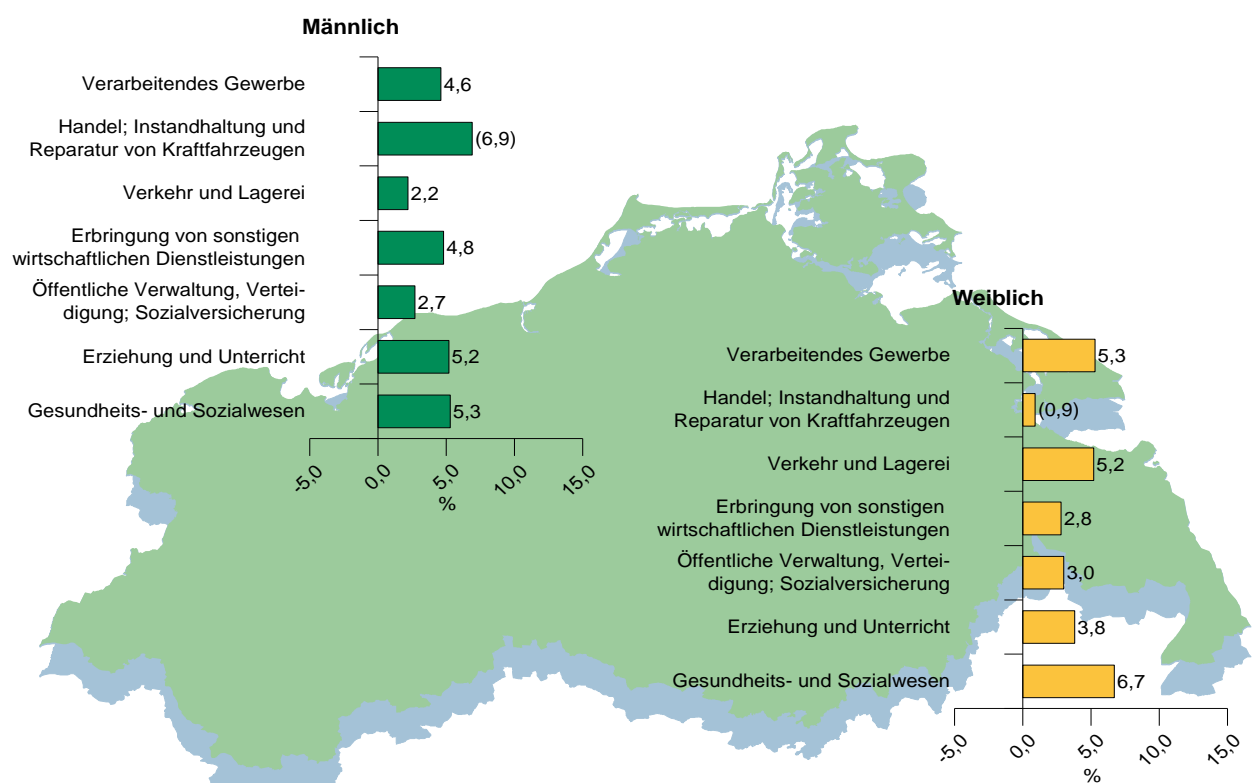 Männlich
Verarbeitendes Gewerbe
4,6
Handel; Instandhaltung und
Reparatur von Kraftfahrzeugen
(6,9)
Verkehr und Lagerei
2,2
Erbringung von sonstigen
wirtschaftlichen Dienstleistungen
4,8
Öffentliche Verwaltung, Vertei-
digung; Sozialversicherung
2,7
Erziehung und Unterricht
5,2
Gesundheits- und Sozialwesen
5,3
-5,0 0,0 5,0 10,0 15,0
%
Weiblich
Verarbeitendes Gewerbe
5,3
Handel; Instandhaltung und
Reparatur von Kraftfahrzeugen
(0,9)
Verkehr und Lagerei
5,2
Erbringung von sonstigen
wirtschaftlichen Dienstleistungen
2,8
Öffentliche Verwaltung, Vertei-
digung; Sozialversicherung
3,0
Erziehung und Unterricht
3,8
Gesundheits- und Sozialwesen
6,7
-5,0 0,0 5,0 10,0 15,0
%